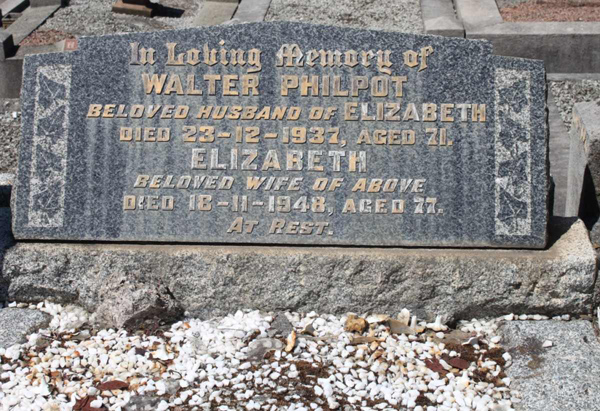 In Loving Memory of
WALTER PHILPOT
BELOVED HUSBAND OF ELIZABETH
DIED 23-12-1937, AGED 71.
ELIZABETH
BELOVED WIFE OF ABOVE
DIED 18-11-1948, AGED 77.
AT REST.